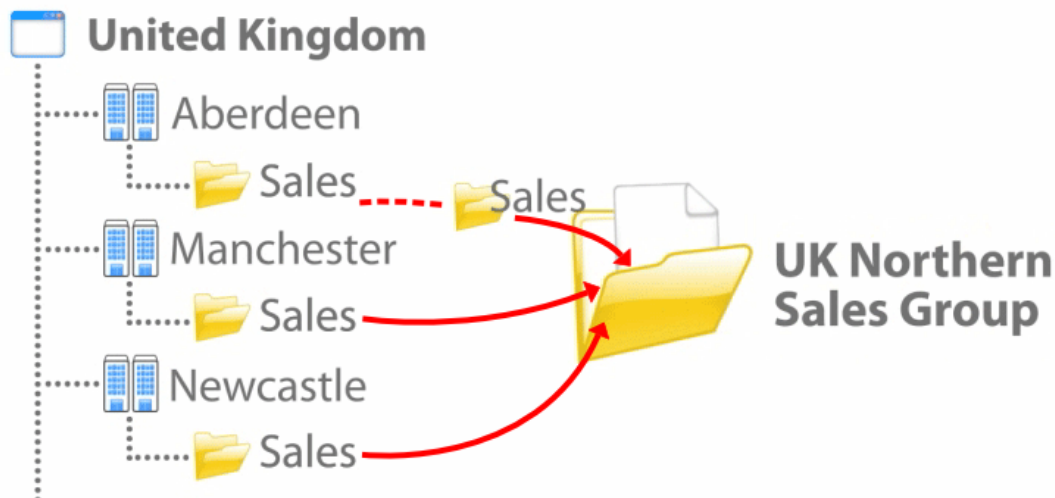 United Kingdom
Aberdeen
Sales
Sales
Manchester
Sales
UK Northern
Sales Group
Newcastle
Sales